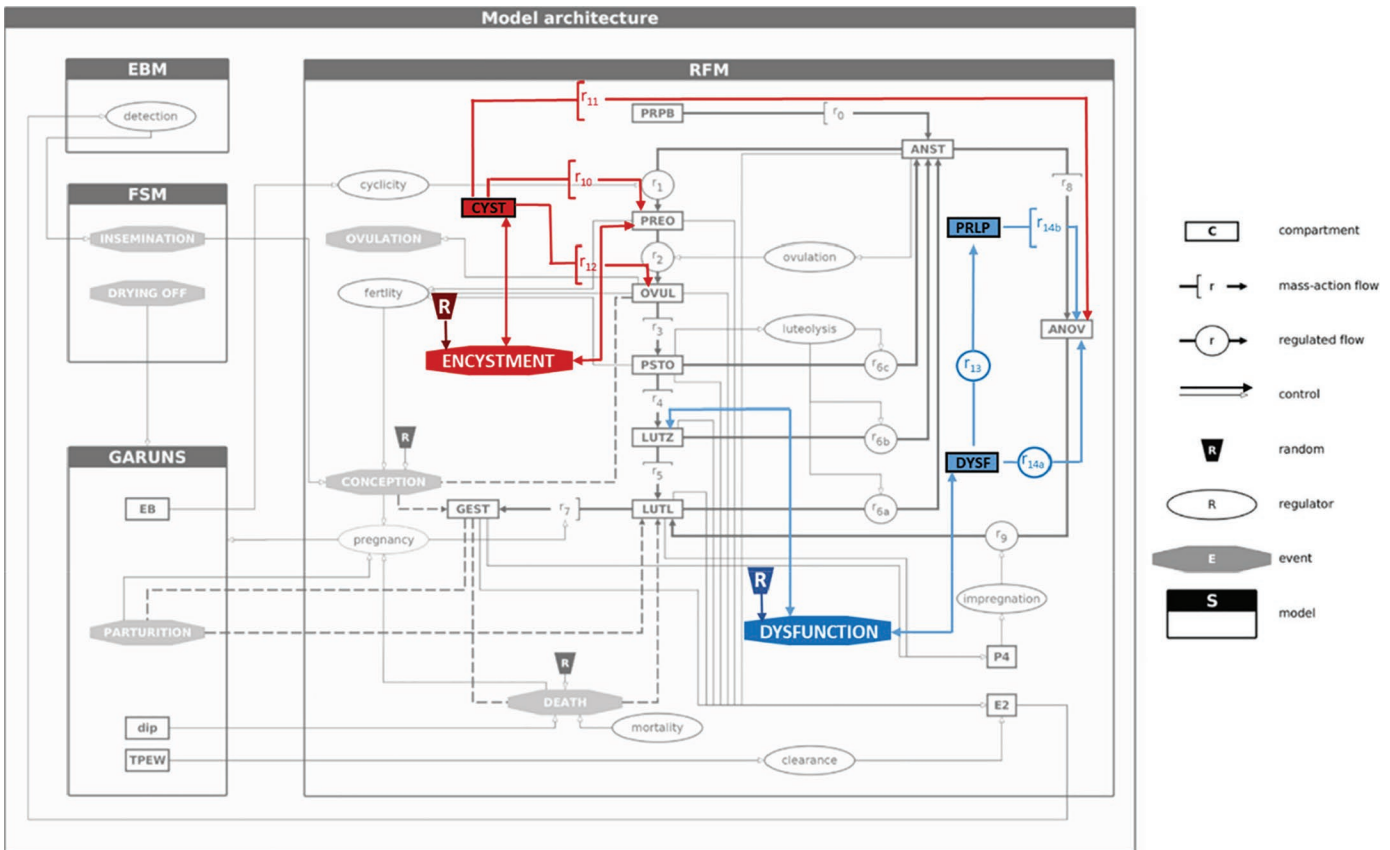 Model architecture
EBM
detection
FSM
INSEMINATION
DRYING OFF
GARUNS
EB
PARTURITION
dip
TPEW
RFM
r11
PRPB
r0
ANST
cyclicity
r10
r1
r8
CYST
PREO
OVULATION
r12
r2
ovulation
PRLP
r14b
fertlity
OVUL
R
r3
luteolysis
ANOV
ENCYSTMENT
PSTO
r6c
r13
r4
R
LUTZ
r6b
DYSF
r14a
r5
CONCEPTION
GEST
r7
LUTL
r6a
pregnancy
r9
R
impregnation
DYSFUNCTION
P4
R
DEATH
E2
mortality
clearance
C
compartment
r
mass-action flow
r
regulated flow
control
R
random
R
regulator
E
event
S
model